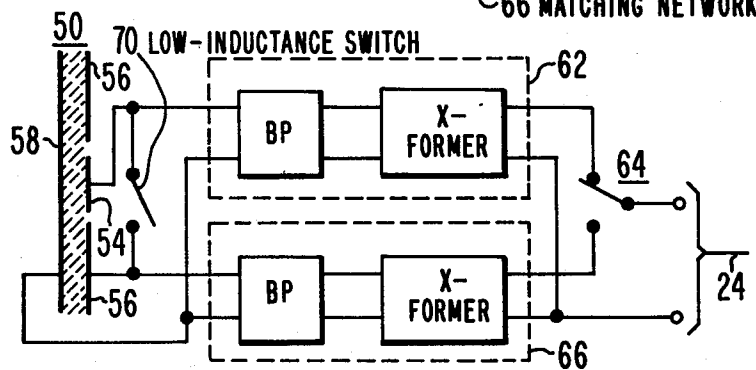 66 MATCHING NETWORK
50
70 LOW-INDUCTANCE SWITCH
56
62
58
BP
X-
FORMER
64
54
BP
X-
FORMER
24
56
66